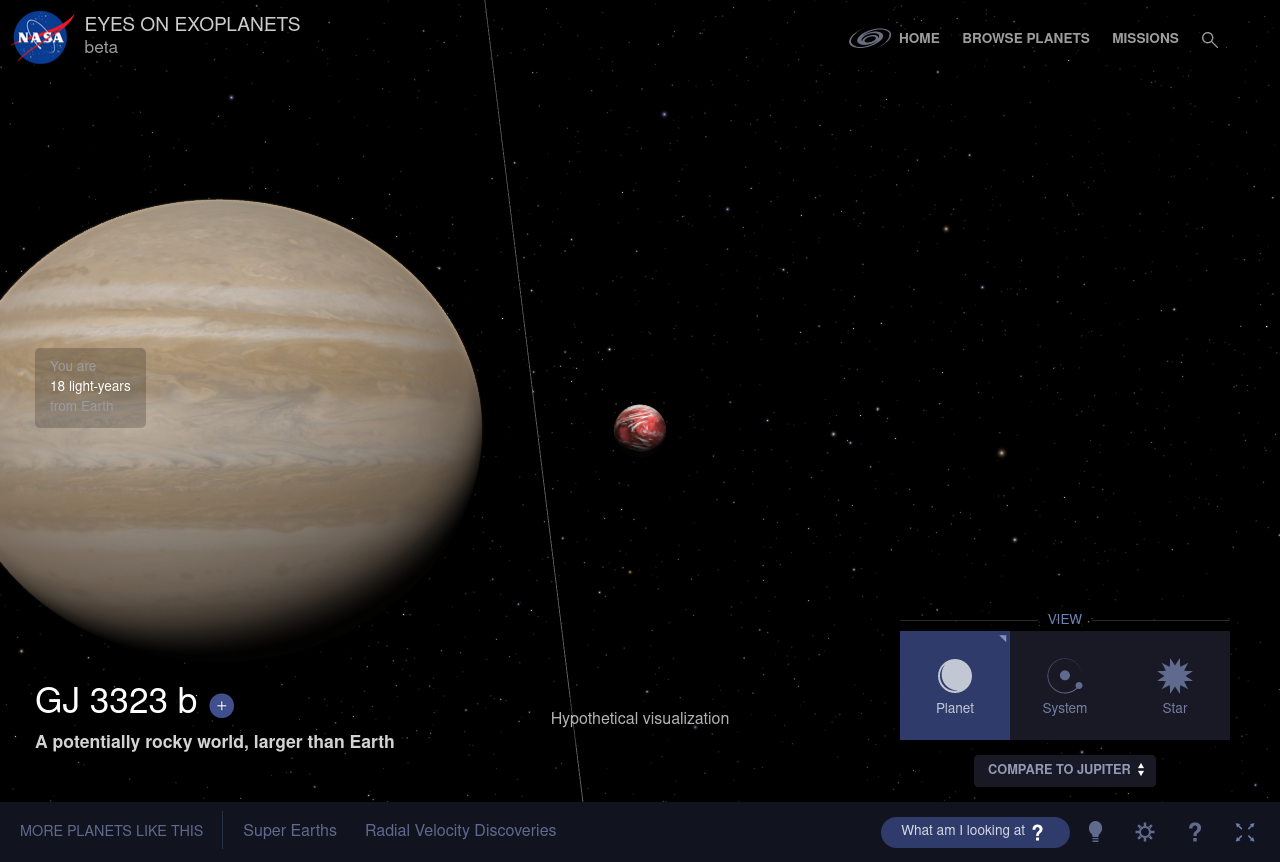 NASA
EYES ON EXOPLANETS
beta
HOME
BROWSE PLANETS
MISSIONS
You are
18 light-years
from Earth
VIEW
Planet
System
Star
GJ 3323 b +
A potentially rocky world, larger than Earth
Hypothetical visualization
COMPARE TO JUPITER
MORE PLANETS LIKE THIS
Super Earths
Radial Velocity Discoveries
What am I looking at ?
?